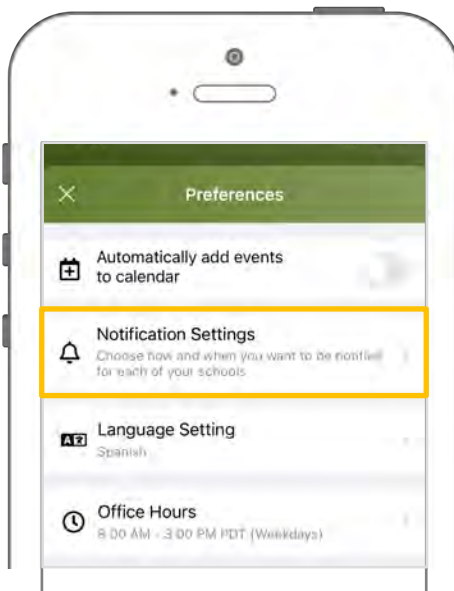 Preferences
Automatically add events
to calendar
Notification Settings
Choose how and when you want to be notified
for each of your schools
Language Setting
Spanish
Office Hours
8:00 AM - 3:00 PM PDT (Weekdays)